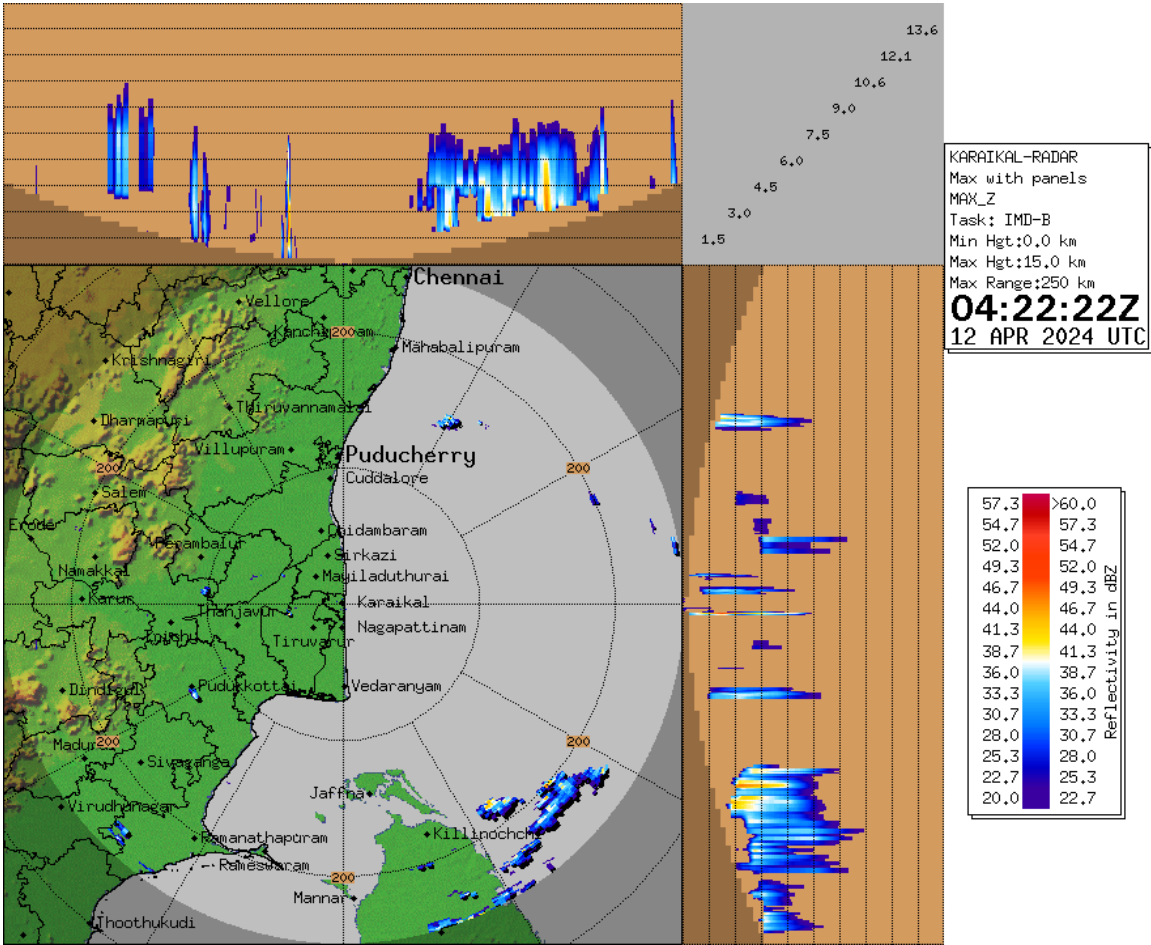 13.6
12.1
10.6
9.0
7.5
6.0
4.5
3.0
1.5
KARAIKAL-RADAR
Max with panels
MAX_Z
Task: IMD-B
Min Hgt:0.0 km
Max Hgt:15.0 km
Max Range:250 km
04:22:22Z
12 APR 2024 UTC
Chennai
Vellore
200
Mahabalipuram
Krishnagiri
Thiruvannamalai
Dharmapuri
Villupuram
Puducherry
200
200
Cuddalore
Salem
Erode
Perambalur
Sirkazi
Namakkal
Mayiladuthurai
Karur
Karaikal
Thanjavur
Nagapattinam
Tiruvarur
Dindigul
Pudukkottai
Vedaranyam
200
200
Sivaganga
Jaffna
Virudhunagar
Ramanathapuram
Killinochchi
Rameswaram
200
Mannar
Thoothukudi
57.3 >60.0
54.7 57.3
52.0 54.7
49.3 52.0
46.7 49.3
44.0 46.7
41.3 44.0
38.7 41.3
36.0 38.7
33.3 36.0
30.7 33.3
28.0 30.7
25.3 28.0
22.7 25.3
20.0 22.7
Reflectivity in dBZ